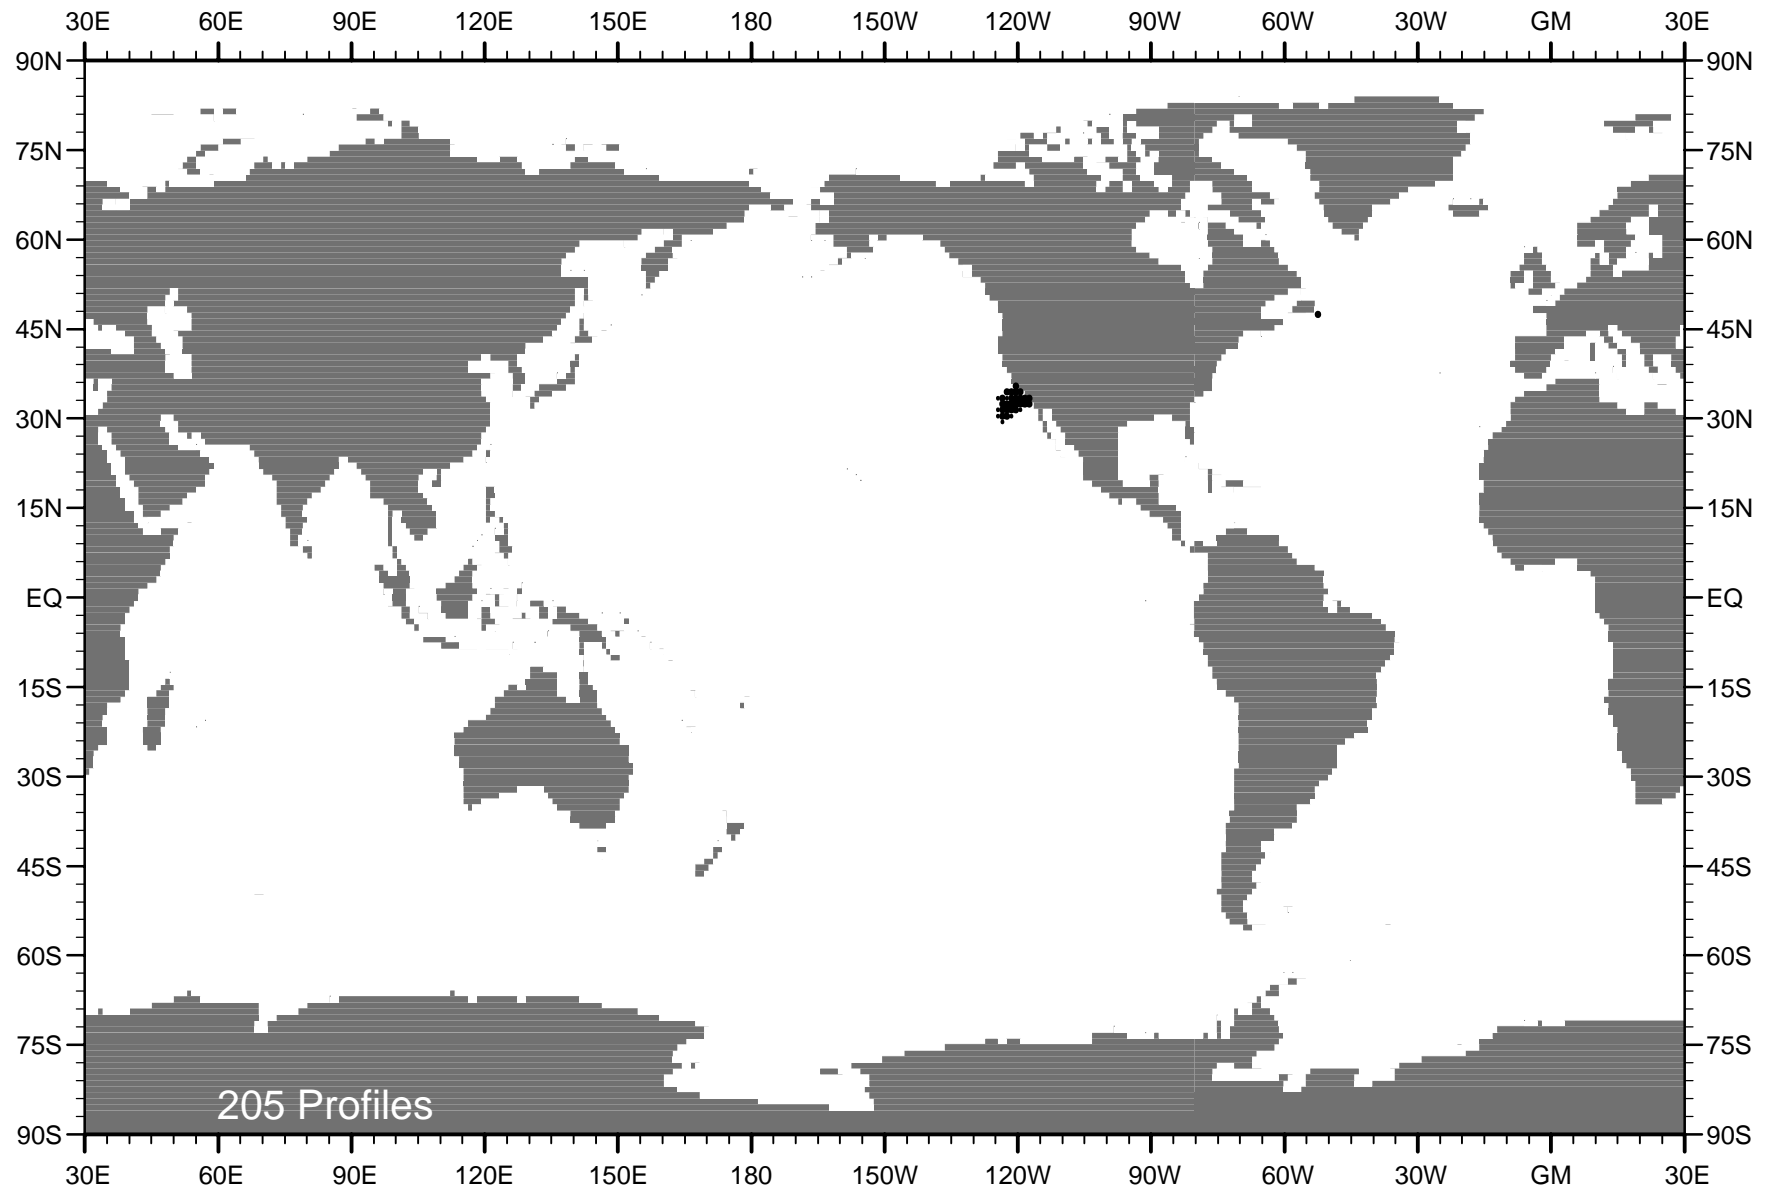 30E 60E 90E 120E 150E 180 150W 120W 90W 60W 30W GM 30E
90N 90N
75N 75N
60N 60N
45N 45N
30N 30N
15N 15N
EQ EQ
15S 15S
30S 30S
45S 45S
60S 60S
75S 75S
205 Profiles
90S 90S
30E 60E 90E 120E 150E 180 150W 120W 90W 60W 30W GM 30E